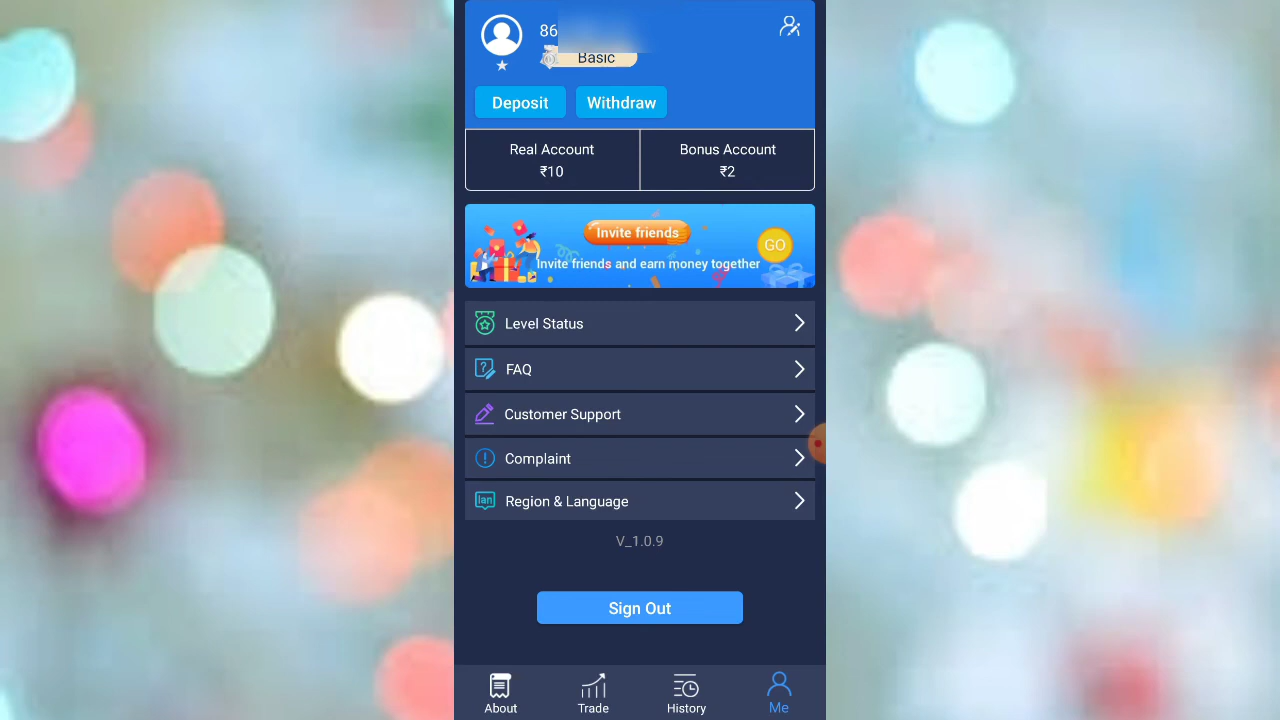 86
Basic
Deposit
Withdraw
Real Account
₹10
Bonus Account
₹2
Invite friends
GO
Invite friends and earn money together
Level Status
FAQ
Customer Support
Complaint
lan
Region & Language
V_1.0.9
Sign Out
About
Trade
History
Me